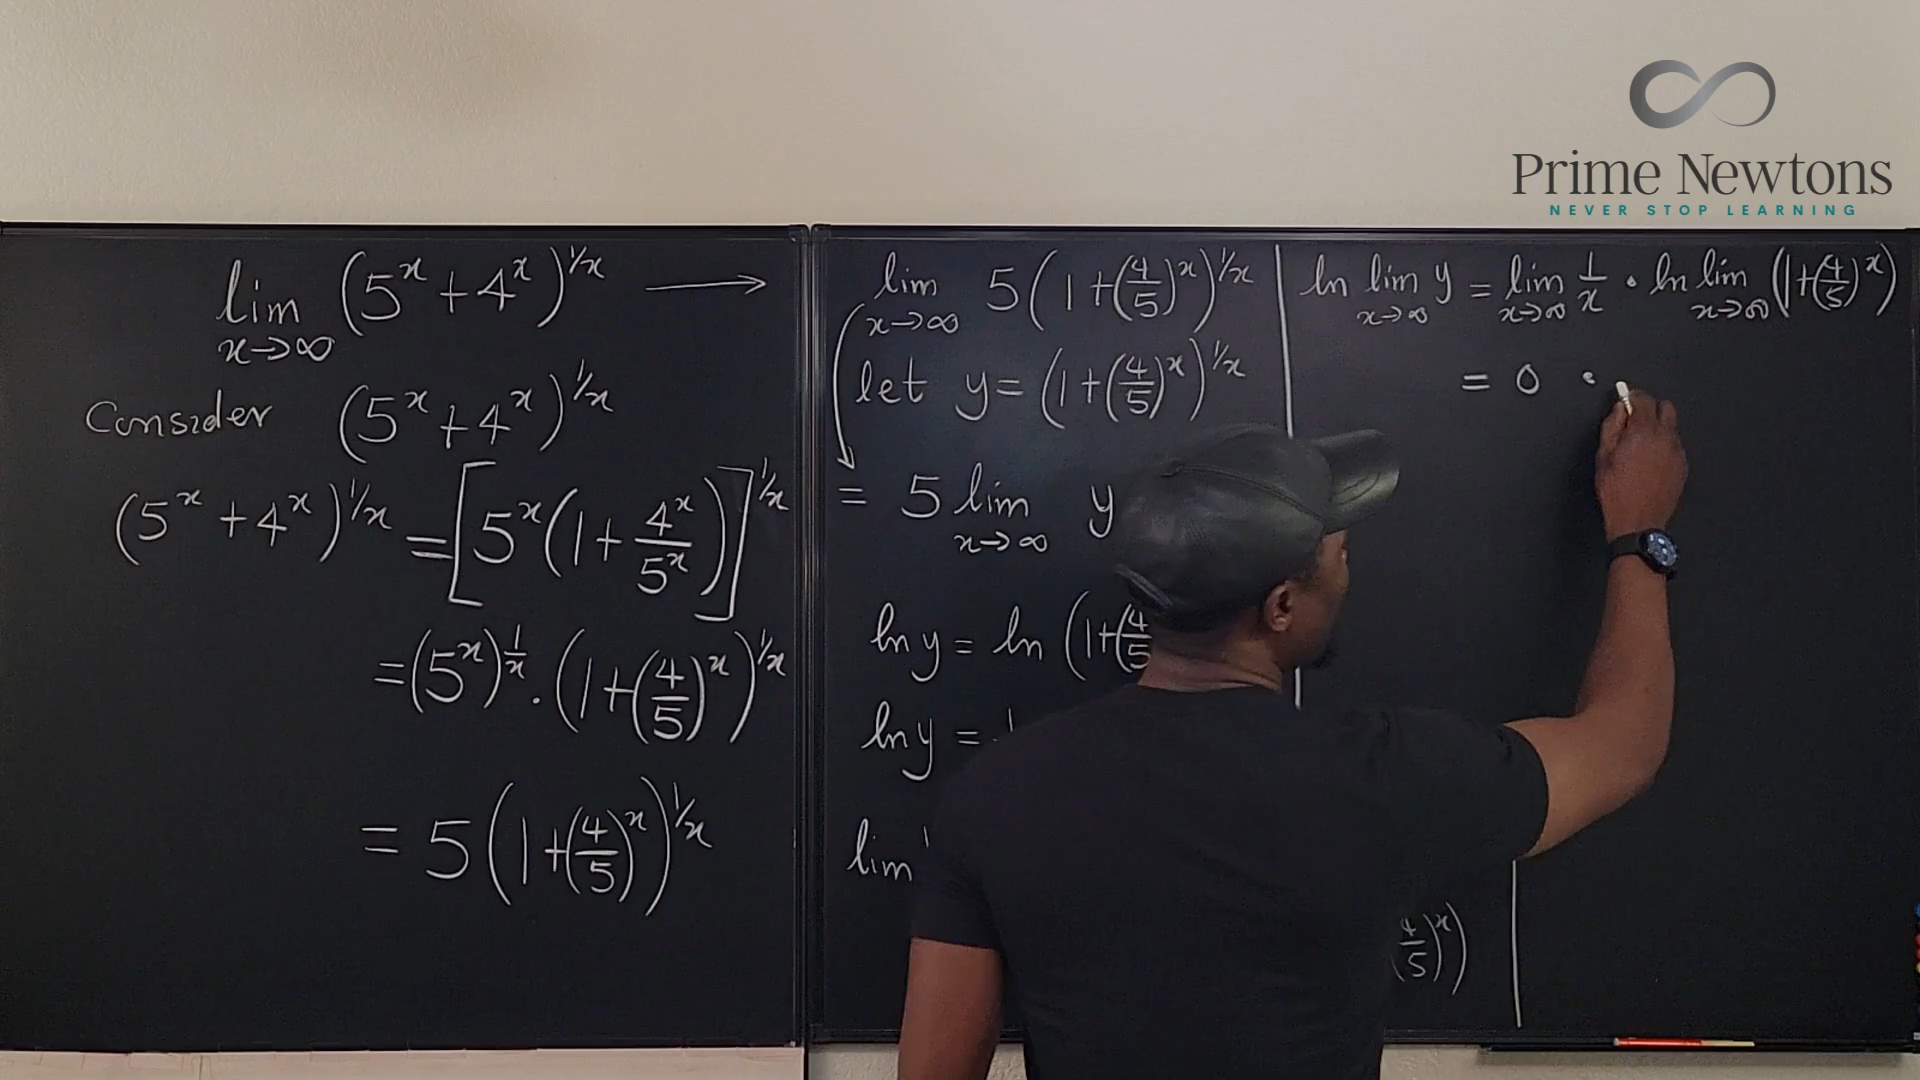 Prime Newtons
NEVER STOP LEARNING
lim x→∞ (5^x + 4^x)^1/x →
Consider (5^x + 4^x)^1/x
(5^x + 4^x)^1/x = [5^x (1 + 4^x/5^x)]^1/x
= (5^x)^1/x · (1 + (4/5)^x)^1/x
= 5 (1 + (4/5)^x)^1/x
lim x→∞ 5 (1 + (4/5)^x)^1/x
let y = (1 + (4/5)^x)^1/x
= 5 lim x→∞ y
ln y = ln (1 + (4/5
ln y =
lim
4/5)^x)
ln lim x→∞ y = lim x→∞ 1/x · ln lim x→∞ (1 + (4/5)^x)
= 0 ·